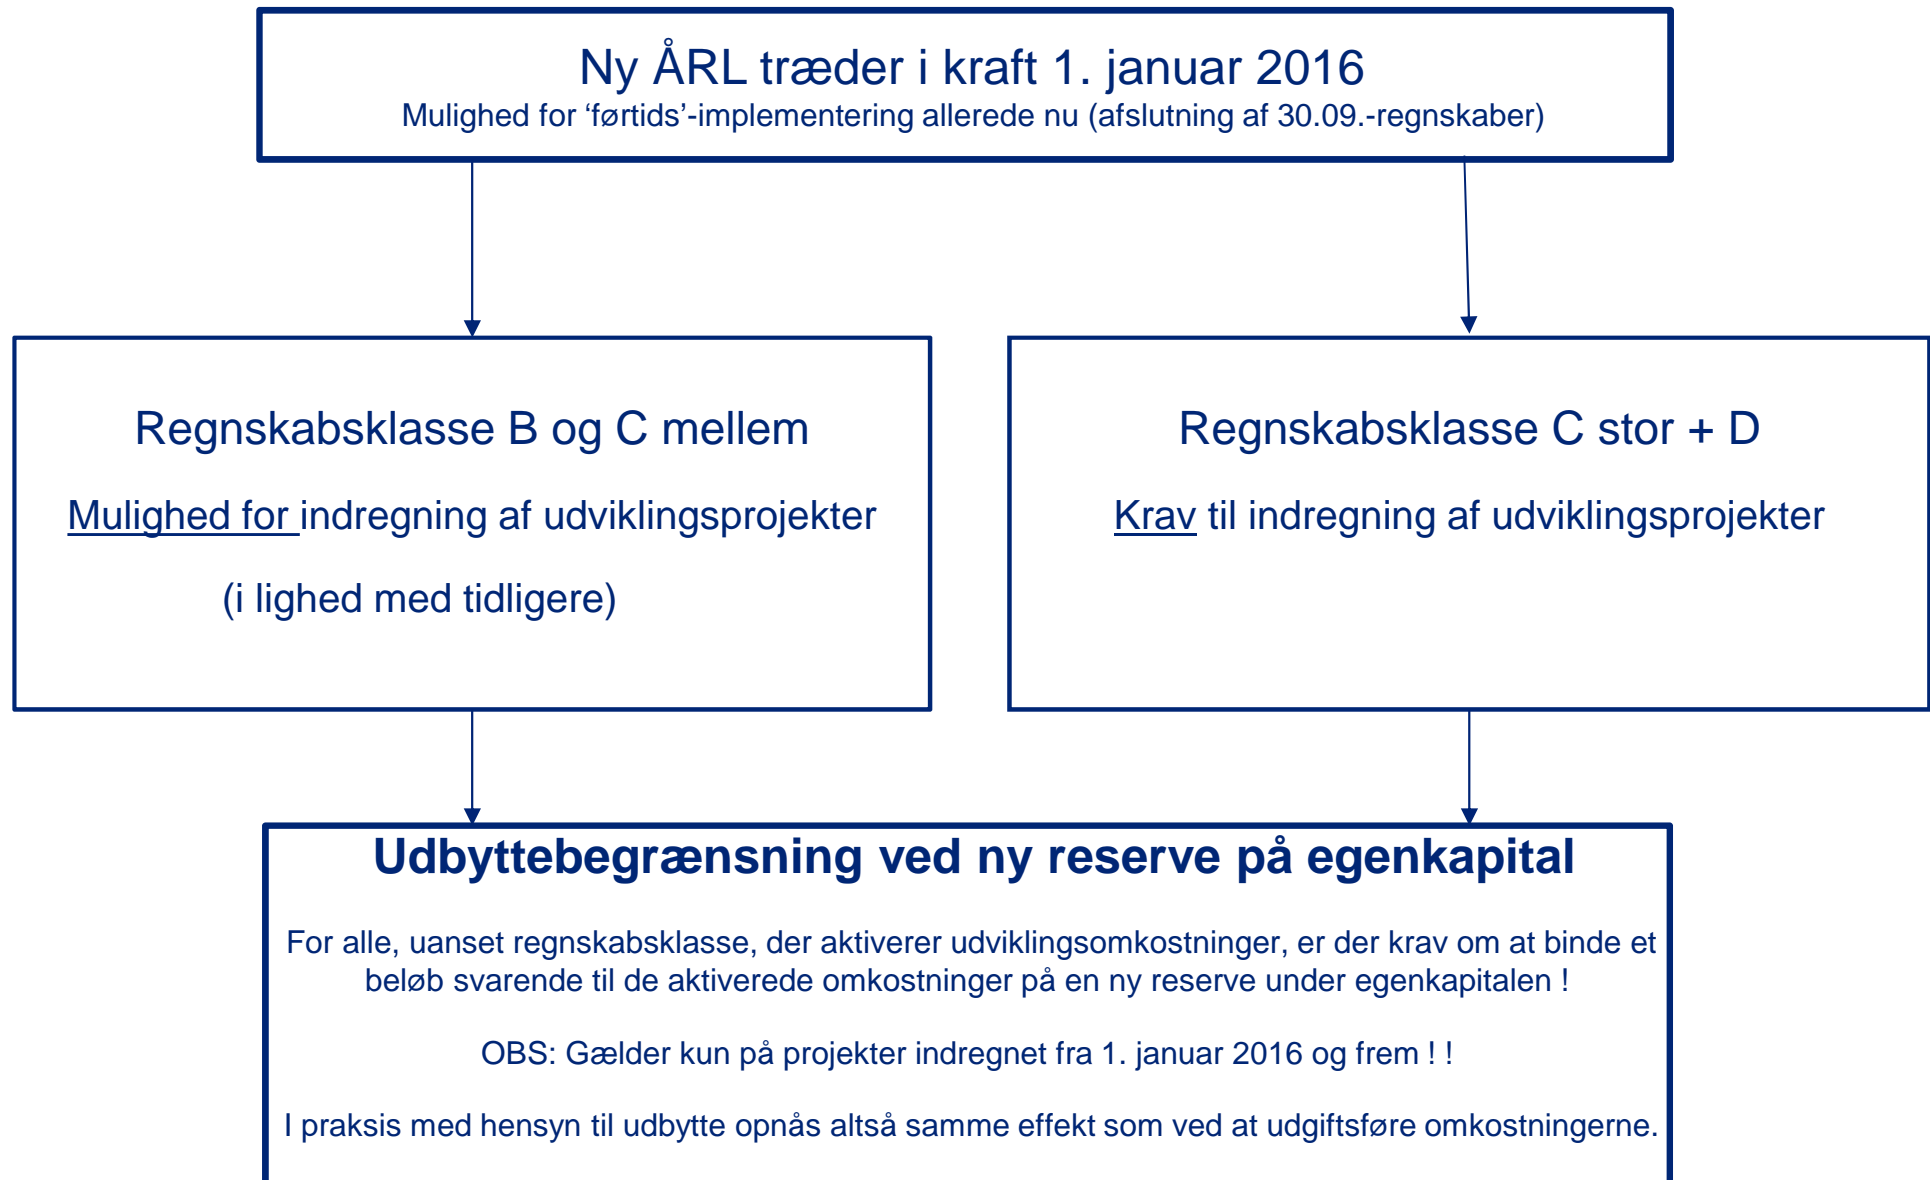 Ny ÅRL træder i kraft 1. januar 2016
Mulighed for ‘førtids’-implementering allerede nu (afslutning af 30.09.-regnskaber)
Regnskabsklasse B og C mellem
Mulighed for indregning af udviklingsprojekter
(i lighed med tidligere)
Regnskabsklasse C stor + D
Krav til indregning af udviklingsprojekter
Udbyttebegrænsning ved ny reserve på egenkapital
For alle, uanset regnskabsklasse, der aktiverer udviklingsomkostninger, er der krav om at binde et
beløb svarende til de aktiverede omkostninger på en ny reserve under egenkapitalen !
OBS: Gælder kun på projekter indregnet fra 1. januar 2016 og frem ! !
I praksis med hensyn til udbytte opnås altså samme effekt som ved at udgiftsføre omkostningerne.